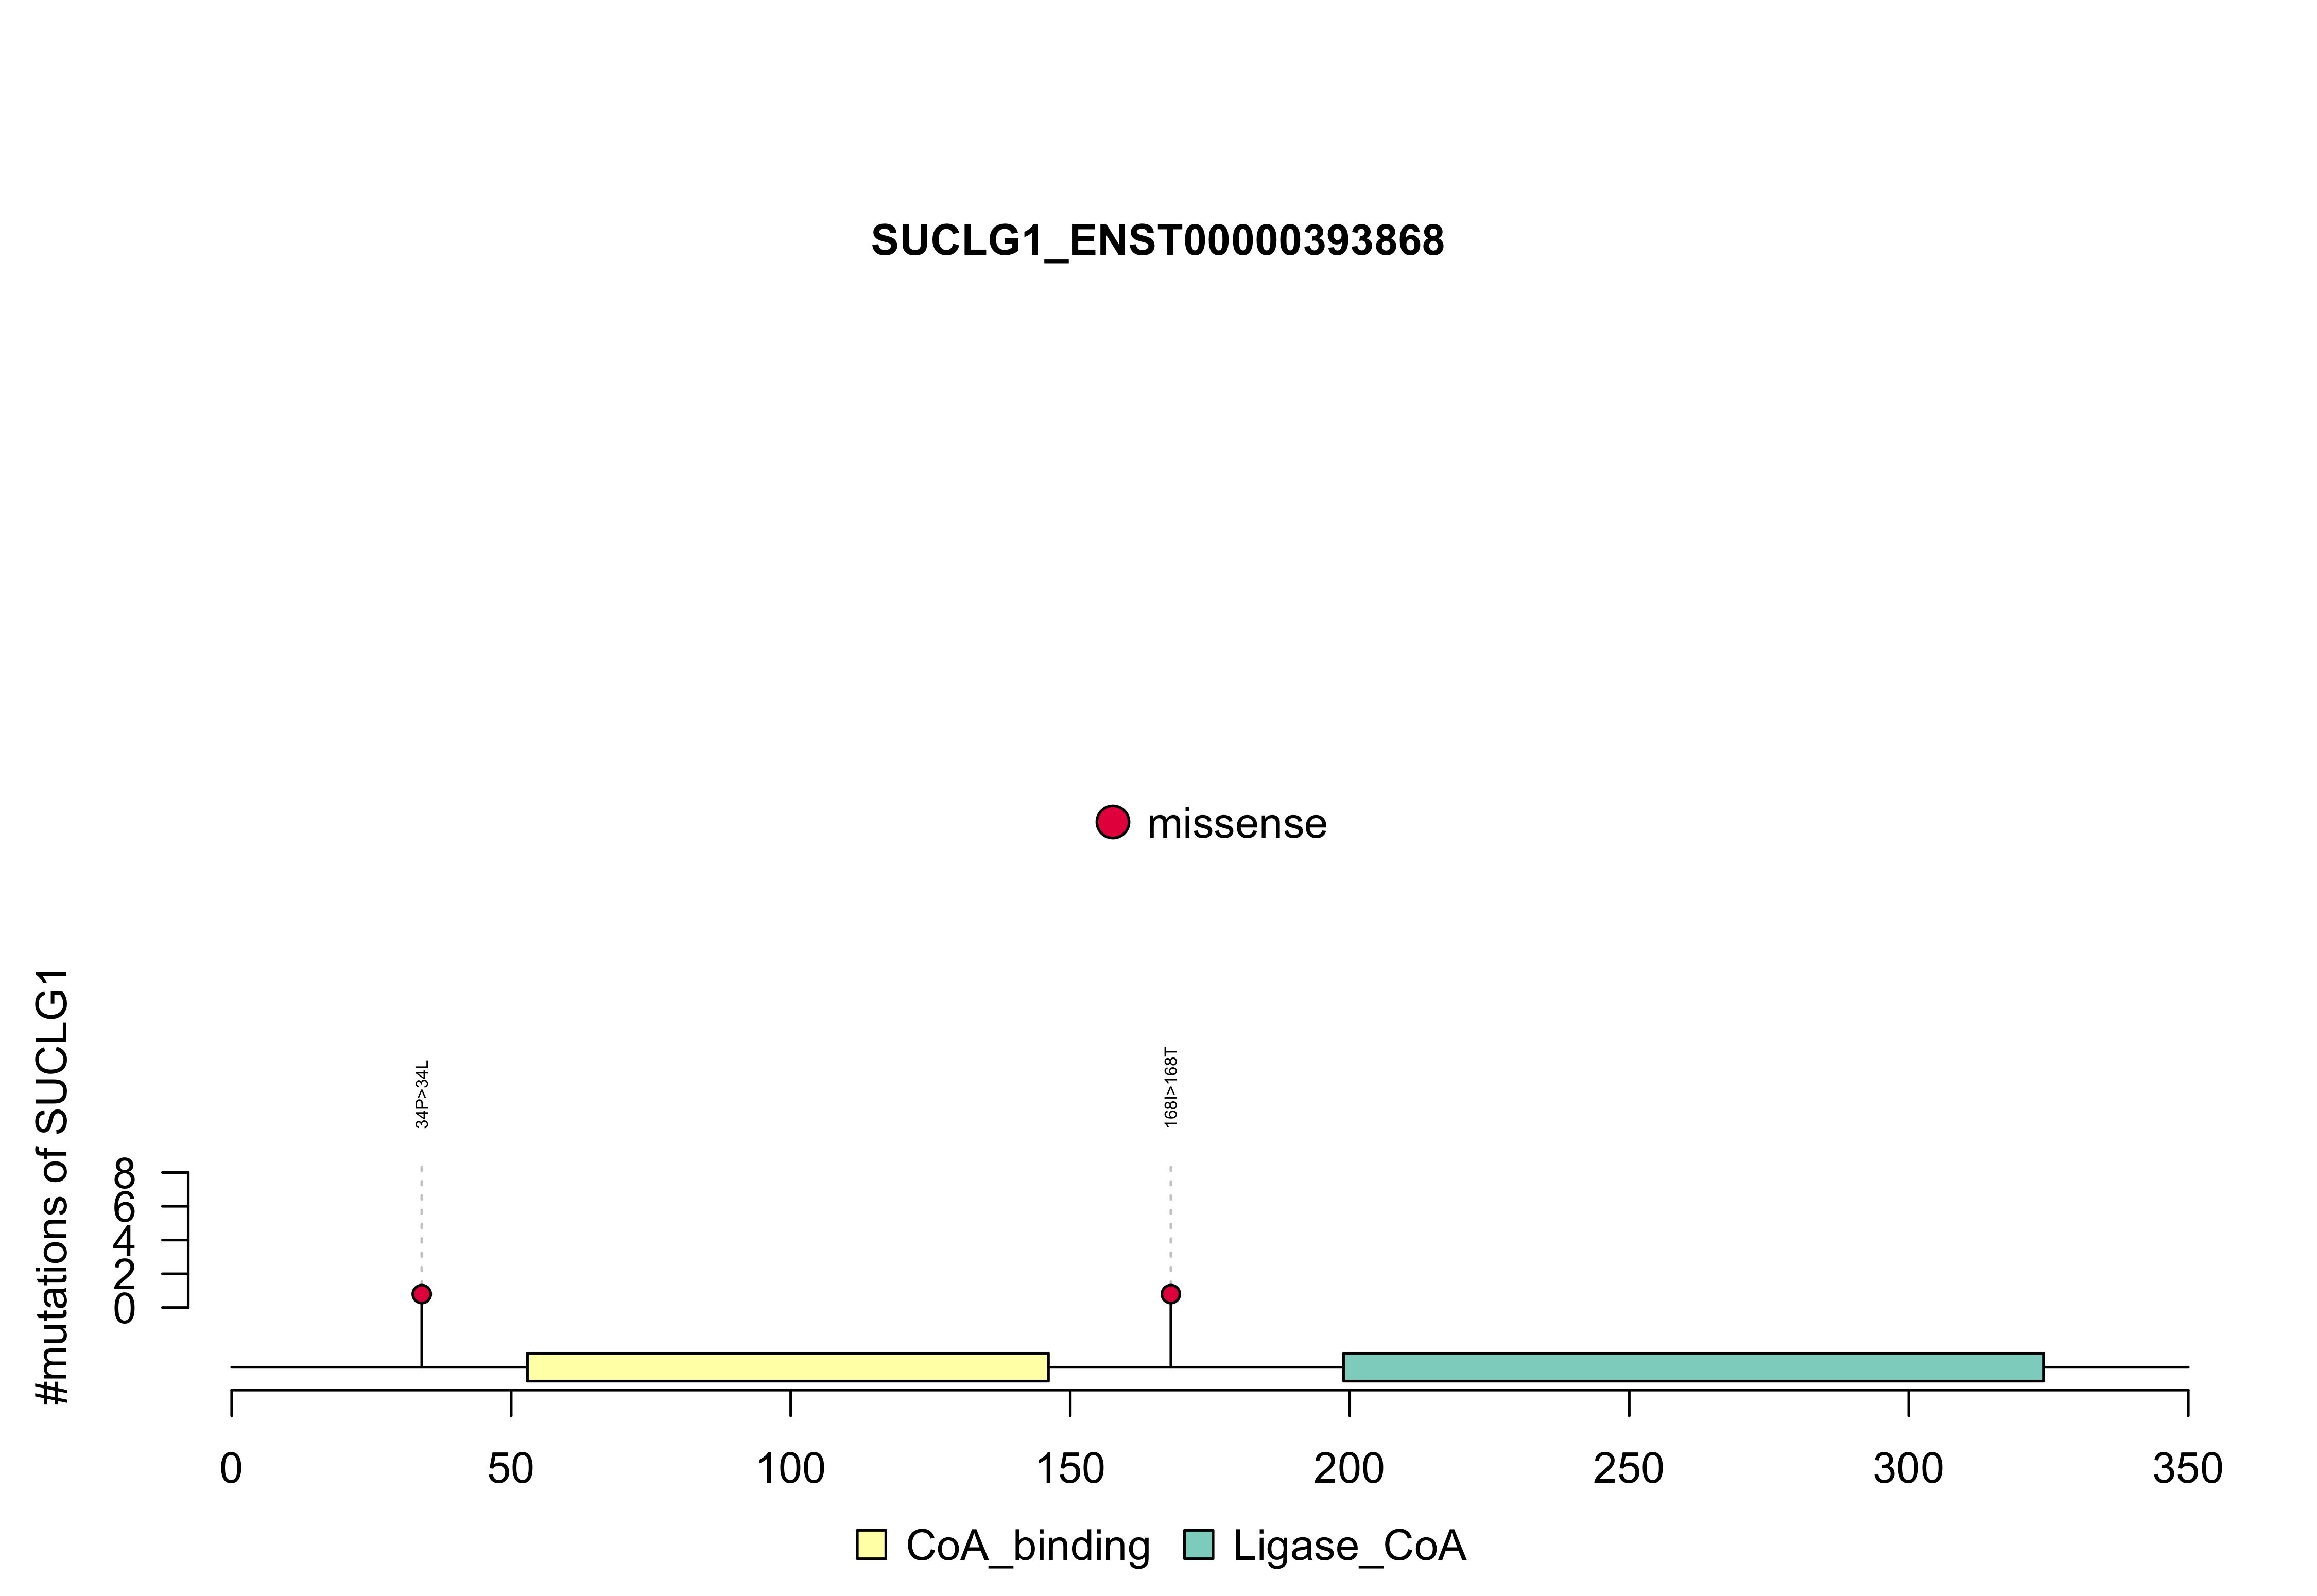 SUCLG1_ENST00000393868
missense
#mutations of SUCLG1
34P>34L
168I>168T
8
6
4
2
0
0 50 100 150 200 250 300 350
CoA_binding Ligase_CoA